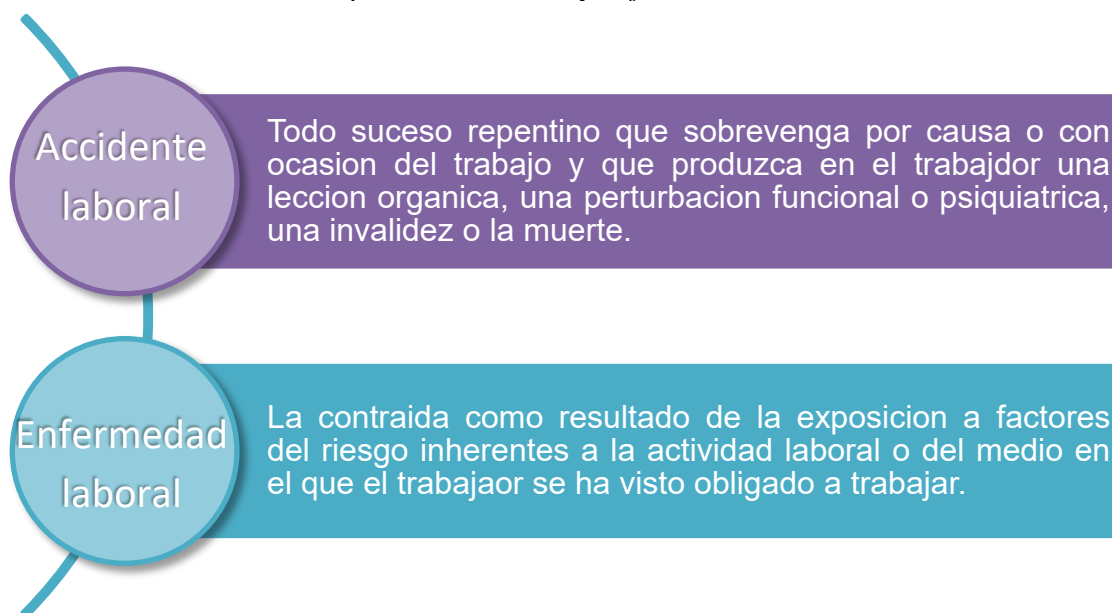 Accidente
laboral
Todo suceso repentino que sobrevenga por causa o con
ocasion del trabajo y que produzca en el trabajdor una
leccion organica, una perturbacion funcional o psiquiatrica,
una invalidez o la muerte.
Enfermedad
laboral
La contraida como resultado de la exposicion a factores
del riesgo inherentes a la actividad laboral o del medio en
el que el trabajaor se ha visto obligado a trabajar.